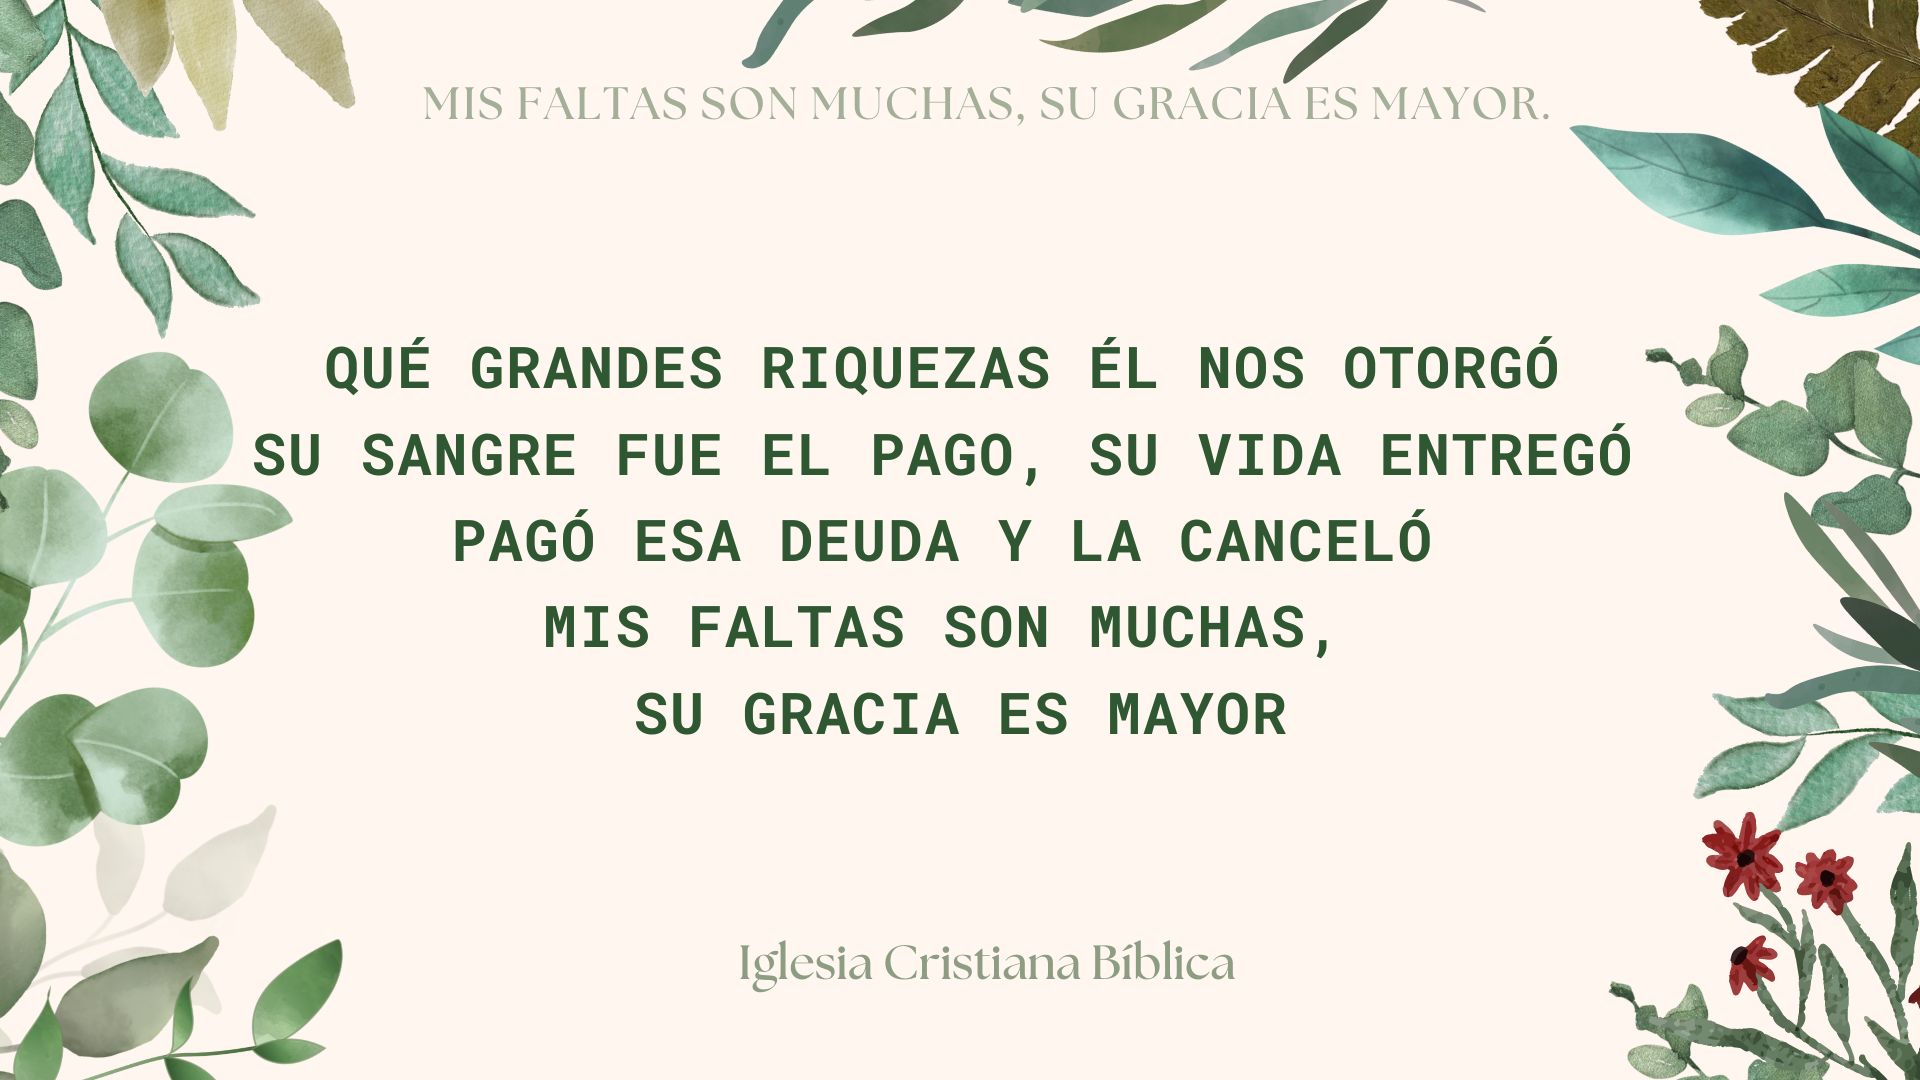 MIS FALTAS SON MUCHAS, SU GRACIA ES MAYOR.
QUÉ GRANDES RIQUEZAS ÉL NOS OTORGÓ
SU SANGRE FUE EL PAGO, SU VIDA ENTREGÓ
PAGÓ ESA DEUDA Y LA CANCELÓ
MIS FALTAS SON MUCHAS,
SU GRACIA ES MAYOR
Iglesia Cristiana Bíblica